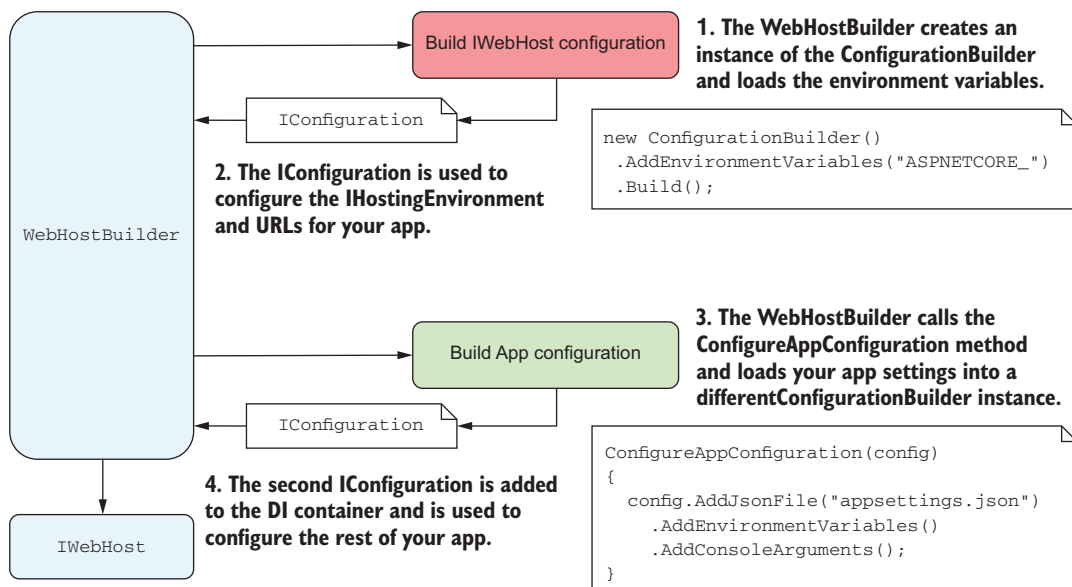 Build IWebHost configuration
1. The WebHostBuilder creates an
instance of the ConfigurationBuilder
and loads the environment variables.
IConfiguration
new ConfigurationBuilder()
.AddEnvironmentVariables("ASPNETCORE_")
.Build();
2. The IConfiguration is used to
configure the IHostingEnvironment
and URLs for your app.
WebHostBuilder
Build App configuration
3. The WebHostBuilder calls the
ConfigureAppConfiguration method
and loads your app settings into a
differentConfigurationBuilder instance.
IConfiguration
ConfigureAppConfiguration(config)
{
config.AddJsonFile("appsettings.json")
.AddEnvironmentVariables()
.AddConsoleArguments();
}
4. The second IConfiguration is added
to the DI container and is used to
configure the rest of your app.
IWebHost